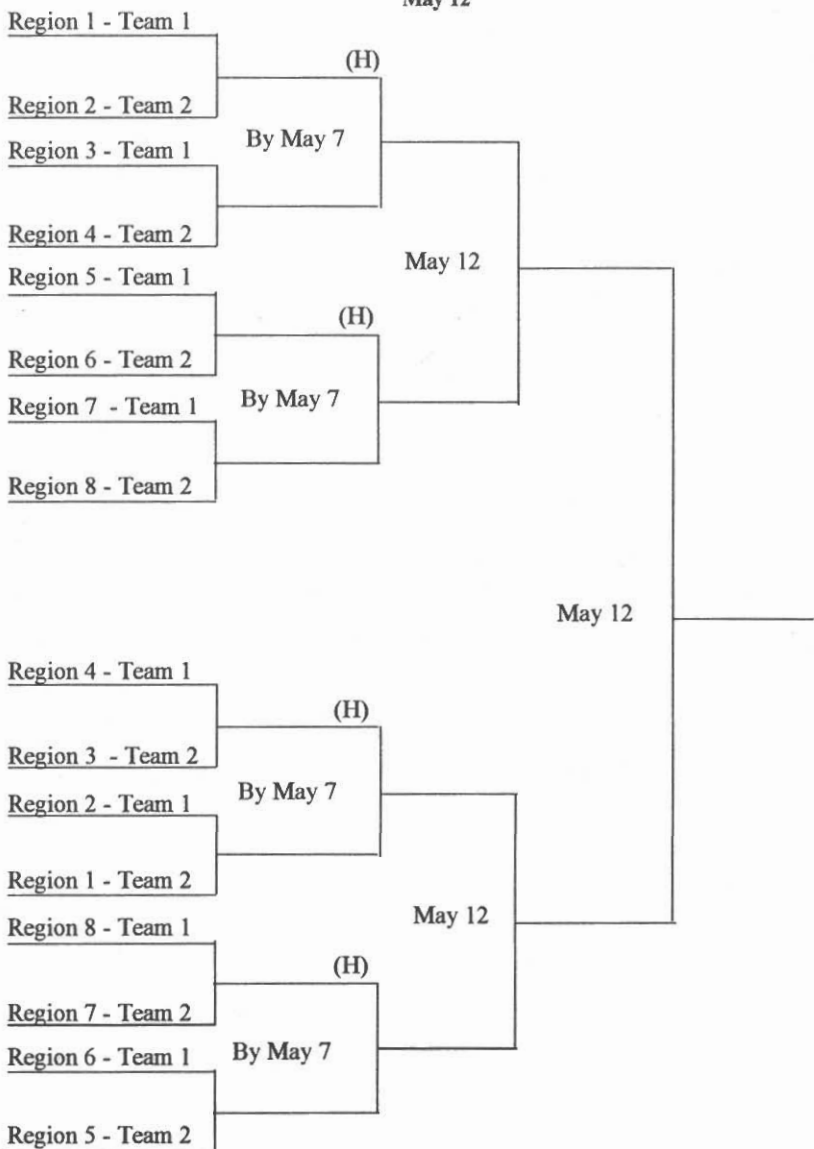 May 12
Region 1 - Team 1
(H)
Region 2 - Team 2
By May 7
Region 3 - Team 1
Region 4 - Team 2
May 12
Region 5 - Team 1
(H)
Region 6 - Team 2
By May 7
Region 7 - Team 1
Region 8 - Team 2
May 12
Region 4 - Team 1
(H)
Region 3 - Team 2
By May 7
Region 2 - Team 1
Region 1 - Team 2
May 12
Region 8 - Team 1
(H)
Region 7 - Team 2
By May 7
Region 6 - Team 1
Region 5 - Team 2